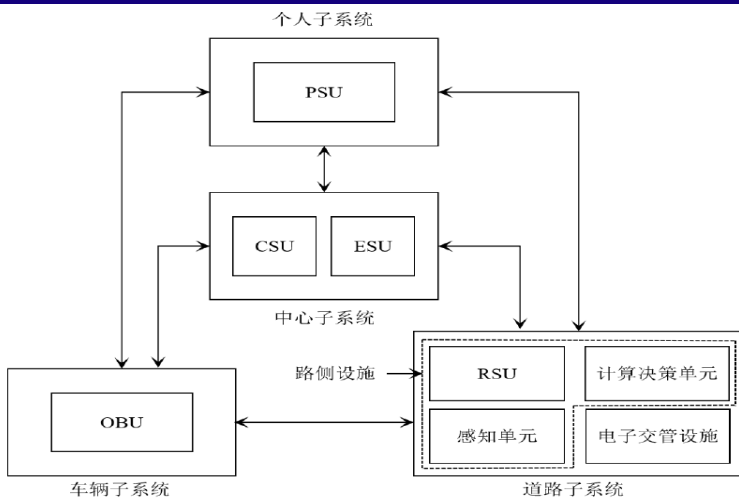 个人子系统
PSU
CSU
ESU
中心子系统
路侧设施
RSU
计算决策单元
OBU
感知单元
电子交管设施
车辆子系统
道路子系统